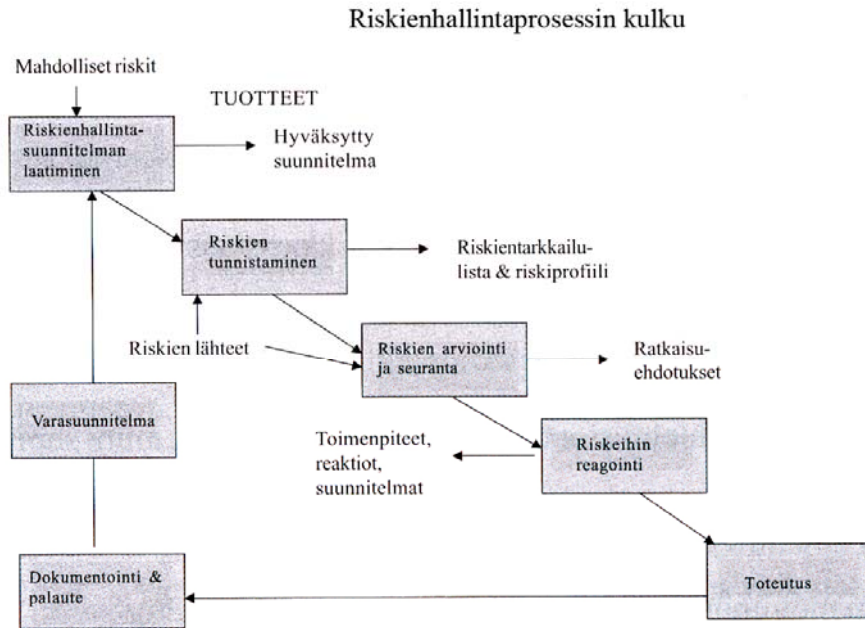 Riskienhallintaprosessin kulku
Mahdolliset riskit
TUOTTEET
Riskienhallinta-
suunnitelman
laatiminen
Hyväksytty
suunnitelma
Riskien
tunnistaminen
Riskientarkkailu-
lista & riskiprofiili
Riskien lähteet
Riskien arviointi
ja seuranta
Ratkaisu-
ehdotukset
Varasuunnitelma
Toimenpiteet,
reaktiot,
suunnitelmat
Riskeihin
reagointi
Dokumentointi &
palaute
Toteutus